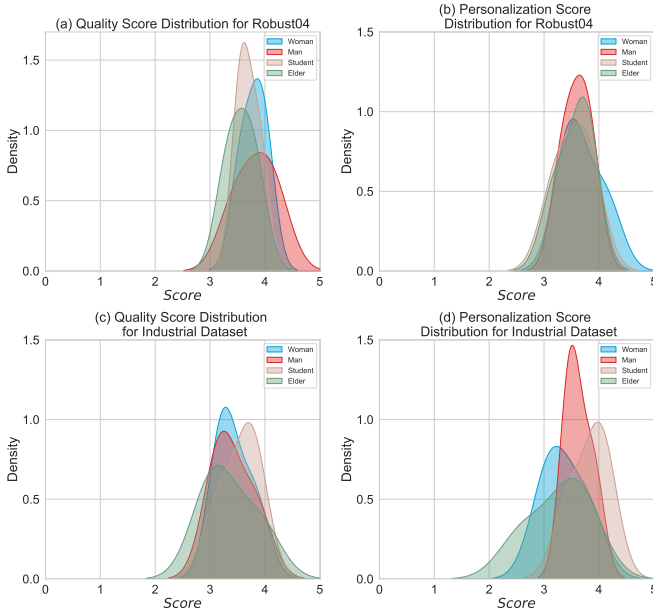 (a) Quality Score Distribution for Robust04
Density
1.5
1.0
0.5
0.0
0 1 2 3 4 5
Score
Woman
Man
Student
Elder
(b) Personalization Score
Distribution for Robust04
Density
1.5
1.0
0.5
0.0
0 1 2 3 4 5
Score
Woman
Man
Student
Elder
(c) Quality Score Distribution
for Industrial Dataset
Density
1.5
1.0
0.5
0.0
0 1 2 3 4 5
Score
Woman
Man
Student
Elder
(d) Personalization Score
Distribution for Industrial Dataset
Density
1.5
1.0
0.5
0.0
0 1 2 3 4 5
Score
Woman
Man
Student
Elder